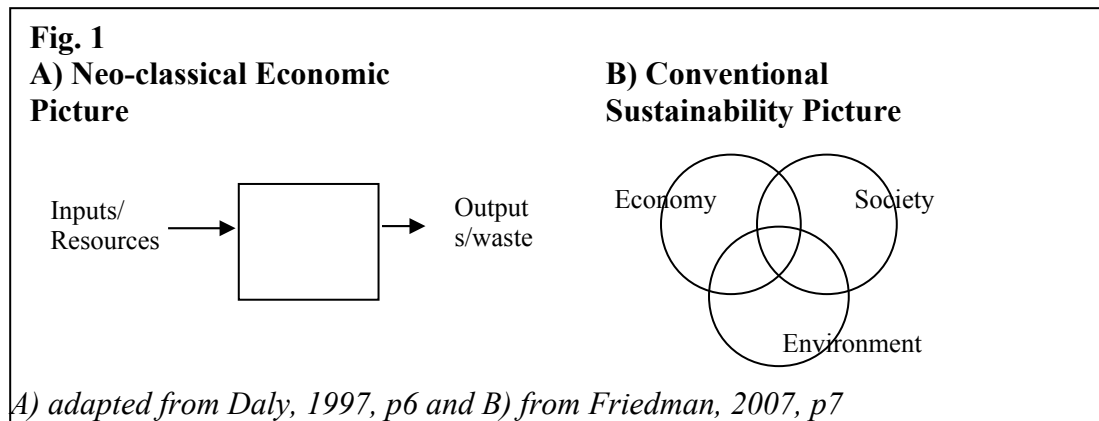 Fig. 1
A) Neo-classical Economic
Picture
Inputs/
Resources
Output
s/waste
B) Conventional
Sustainability Picture
Economy
Society
Environment
A) adapted from Daly, 1997, p6 and B) from Friedman, 2007, p7